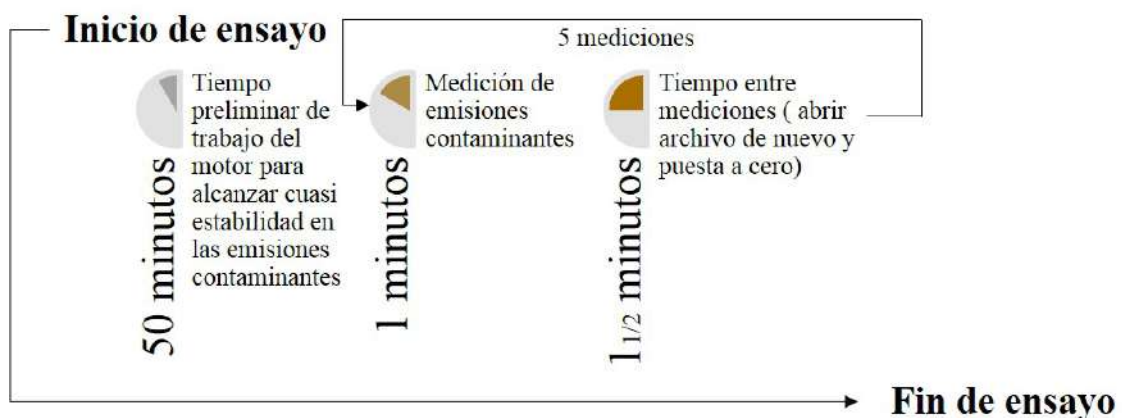 Inicio de ensayo
5 mediciones
Tiempo
preliminar de
trabajo del
motor para
alcanzar cuasi
estabilidad en
las emisiones
contaminantes
50 minutos
Medición de
emisiones
contaminantes
1 minutos
Tiempo entre
mediciones ( abrir
archivo de nuevo y
puesta a cero)
1 1/2 minutos
Fin de ensayo